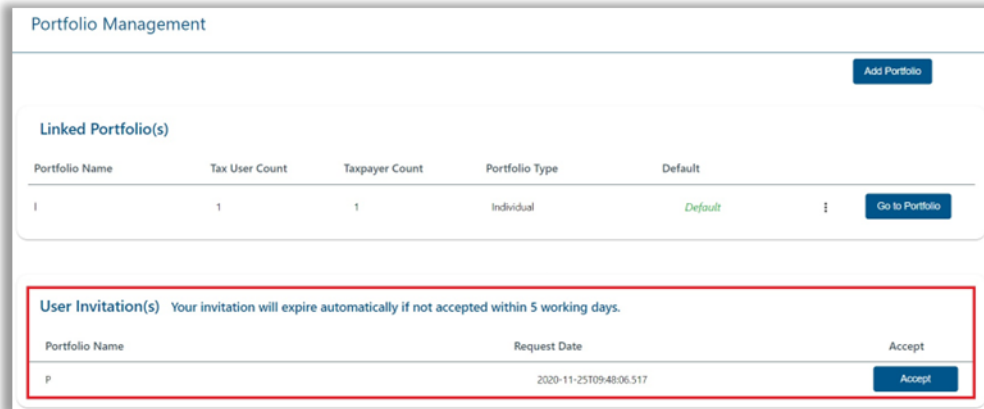 Portfolio Management
Add Portfolio
Linked Portfolio(s)
Portfolio Name Tax User Count Taxpayer Count Portfolio Type Default
I 1 1 Individual Default Go to Portfolio
User Invitation(s) Your invitation will expire automatically if not accepted within 5 working days.
Portfolio Name Request Date Accept
P 2020-11-25T09:48:06.517 Accept